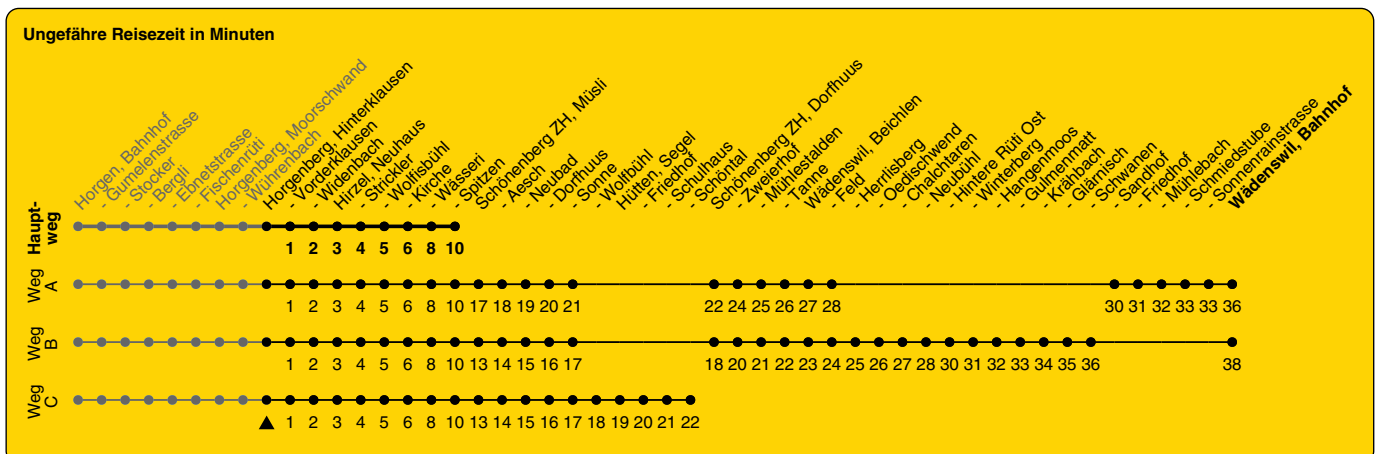 Ungefähre Reisezeit in Minuten
Horgen, Bahnhof
- Gumelenstrasse
- Stocker
- Bergli
- Ebnetstrasse
- Fischenrüti
Horgenberg, Moorschwand
- Wührenbach
Horgenberg, Hinterklausen
- Vorderklausen
- Widenbach
Hirzel, Neuhaus
- Strickler
- Wolfisbühl
- Kirche
- Wässeri
- Spitzen
Schönenberg ZH, Müsli
- Aesch
- Neubad
- Dorfhuus
- Sonne
- Wolfbühl
Hütten, Segel
- Friedhof
- Schulhaus
- Schöntal
Schönenberg ZH, Dorfhuus
- Zweierhof
- Mühlestalden
- Tanne
Wädenswil, Beichlen
- Feld
- Herrlisberg
- Oedischwend
- Chalchtaren
- Neubühl
- Hintere Rüti Ost
- Winterberg
- Hangenmoos
- Gulmenmatt
- Krähbach
- Glärnisch
- Schwanen
- Sandhof
- Friedhof
- Mühlebach
- Schmiedstube
- Sonnenrainstrasse
Wädenswil, Bahnhof
Haupt-
weg
1 2 3 4 5 6 8 10
Weg
A
1 2 3 4 5 6 8 10 17 18 19 20 21 22 24 25 26 27 28 30 31 32 33 33 36
Weg
B
1 2 3 4 5 6 8 10 13 14 15 16 17 18 20 21 22 23 24 25 26 27 28 30 31 32 33 34 35 36 38
Weg
C
1 2 3 4 5 6 8 10 13 14 15 16 17 18 19 20 21 22